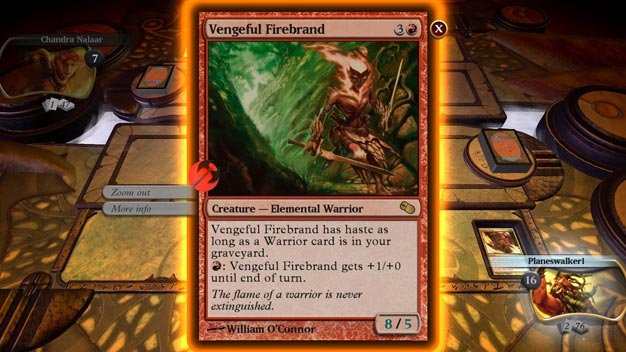 Chandra Nalaar
7
Vengeful Firebrand
3
X
Zoom out
More info
Creature — Elemental Warrior
Vengeful Firebrand has haste as
long as a Warrior card is in your
graveyard.
: Vengeful Firebrand gets +1/+0
until end of turn.
The flame of a warrior is never
extinguished.
William O'Connor
8 / 5
Planeswalker1
16
2
76